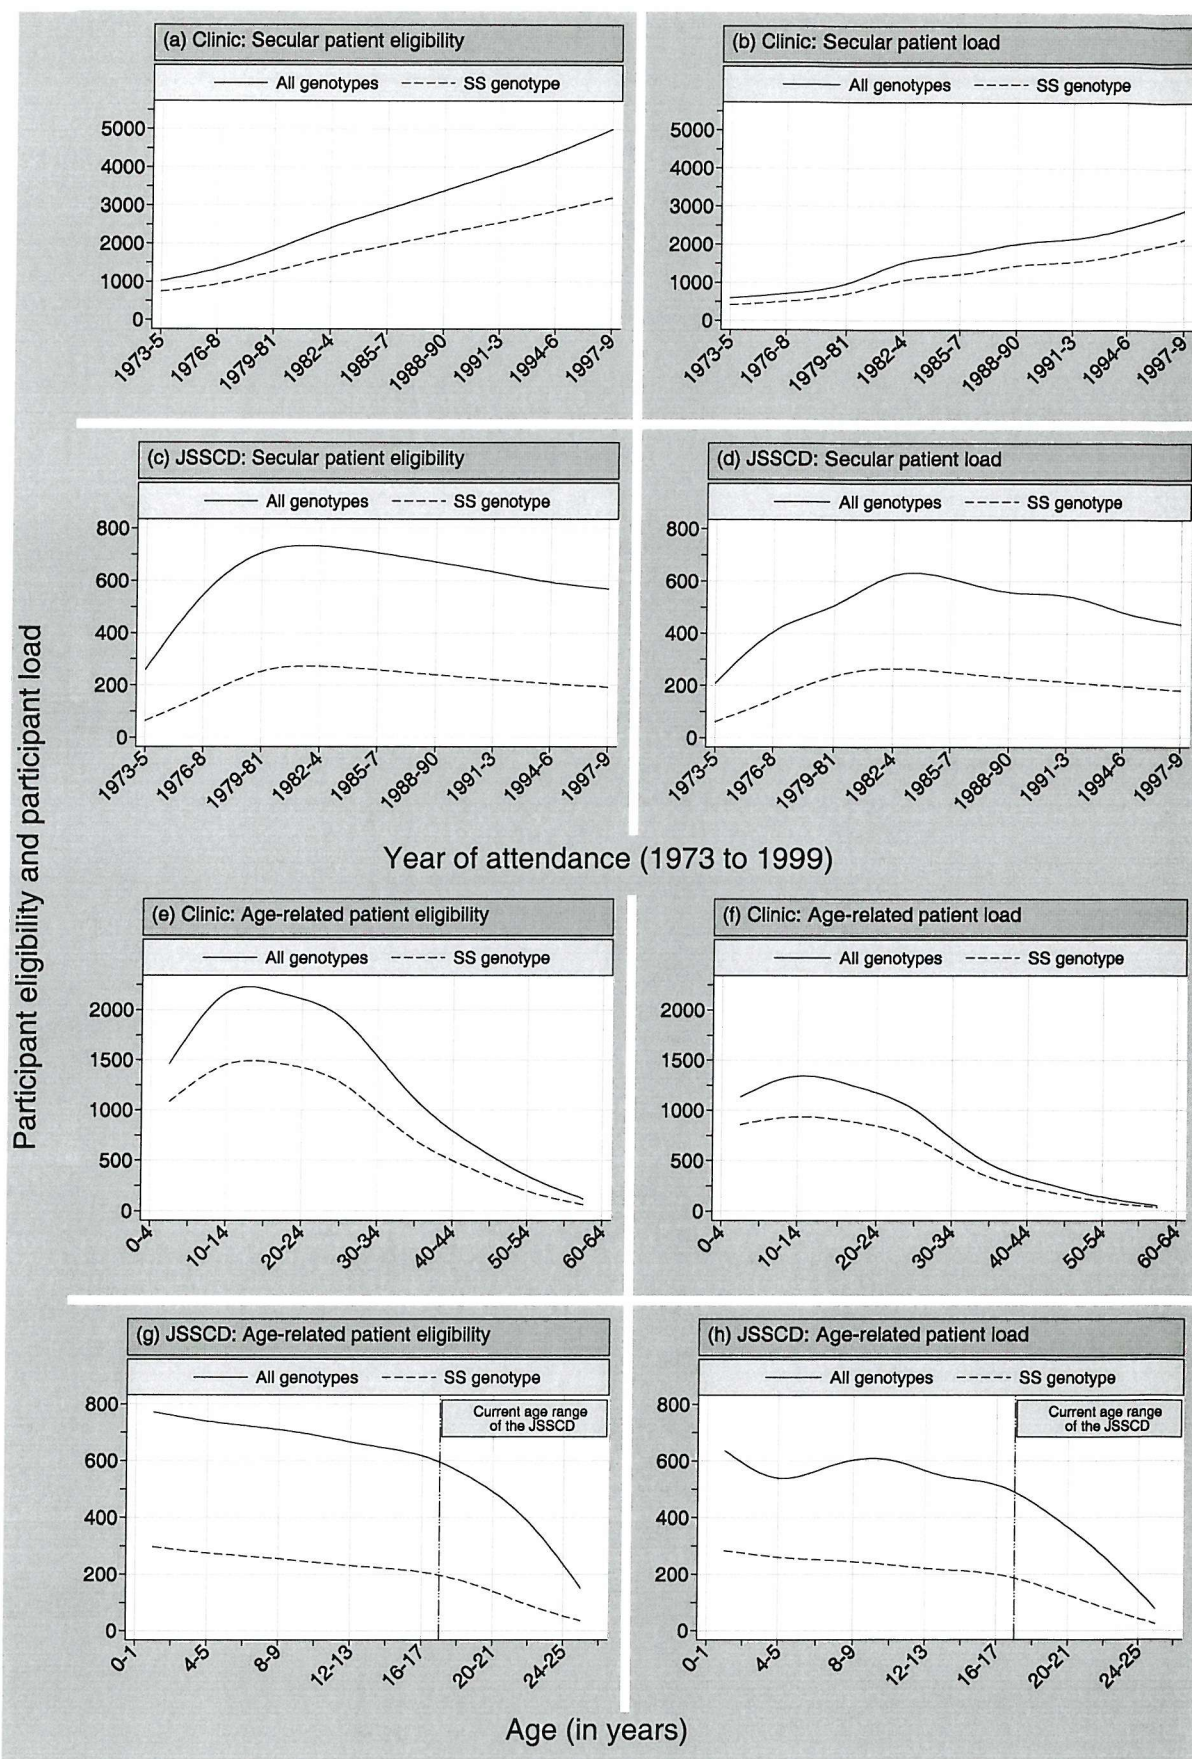 Participant eligibility and participant load
(a) Clinic: Secular patient eligibility
All genotypes SS genotype
5000
4000
3000
2000
1000
0
1973-5 1976-8 1979-81 1982-4 1985-7 1988-90 1991-3 1994-6 1997-9
(b) Clinic: Secular patient load
All genotypes SS genotype
5000
4000
3000
2000
1000
0
1973-5 1976-8 1979-81 1982-4 1985-7 1988-90 1991-3 1994-6 1997-9
(c) JSSCD: Secular patient eligibility
All genotypes SS genotype
800
600
400
200
0
1973-5 1976-8 1979-81 1982-4 1985-7 1988-90 1991-3 1994-6 1997-9
(d) JSSCD: Secular patient load
All genotypes SS genotype
800
600
400
200
0
1973-5 1976-8 1979-81 1982-4 1985-7 1988-90 1991-3 1994-6 1997-9
Year of attendance (1973 to 1999)
(e) Clinic: Age-related patient eligibility
All genotypes SS genotype
2000
1500
1000
500
0
0-4 10-14 20-24 30-34 40-44 50-54 60-64
(f) Clinic: Age-related patient load
All genotypes SS genotype
2000
1500
1000
500
0
0-4 10-14 20-24 30-34 40-44 50-54 60-64
(g) JSSCD: Age-related patient eligibility
All genotypes SS genotype
Current age range
of the JSSCD
800
600
400
200
0
0-1 4-5 8-9 12-13 16-17 20-21 24-25
(h) JSSCD: Age-related patient load
All genotypes SS genotype
Current age range
of the JSSCD
800
600
400
200
0
0-1 4-5 8-9 12-13 16-17 20-21 24-25
Age (in years)